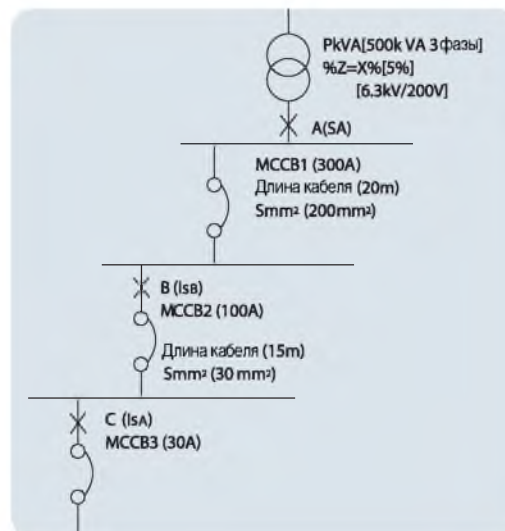 PkVA[500k VA 3 фазы]
%Z=X%[5%]
[6.3kV/200V]
A(SA)
MCCB1 (300A)
Длина кабеля (20m)
Smm² (200mm²)
B (IsB)
MCCB2 (100A)
Длина кабеля (15m)
Smm² (30 mm²)
C (IsA)
MCCB3 (30A)